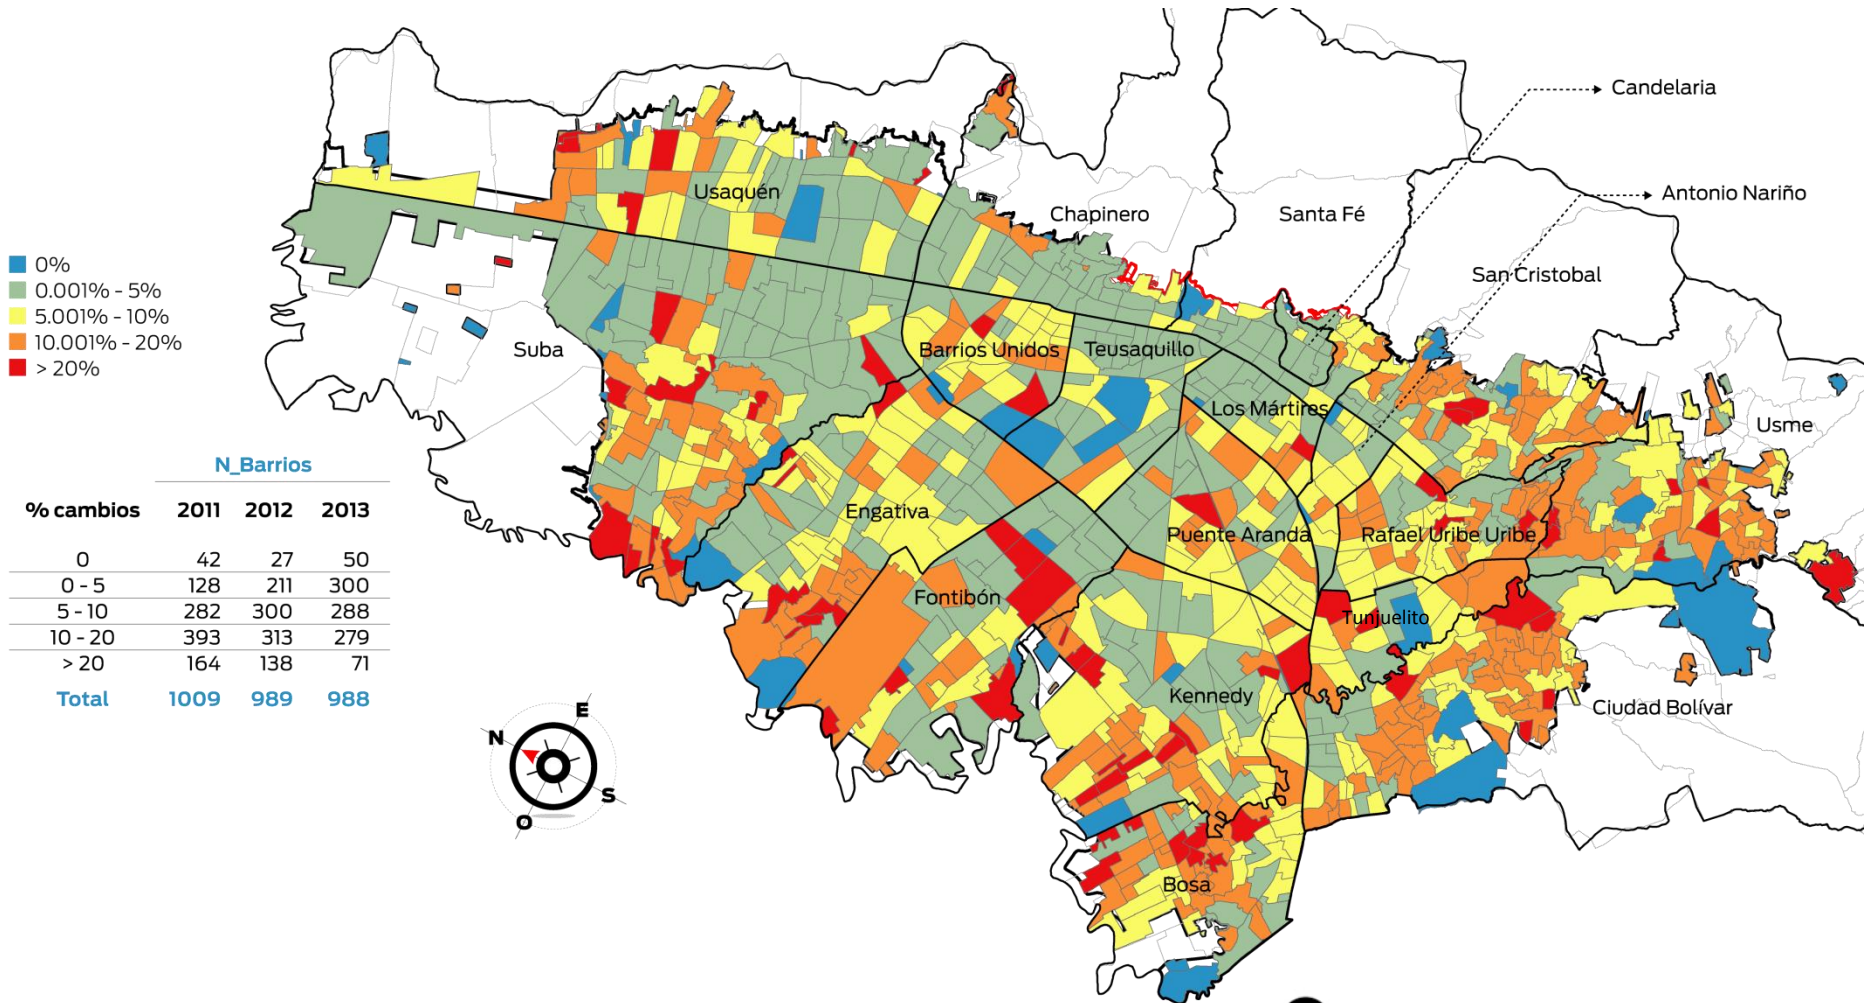 Candelaria
Antonio Nariño
Usaquén
Chapinero
Santa Fé
San Cristobal
0%
0.001% - 5%
5.001% - 10%
10.001% - 20%
> 20%
Suba
Barrios Unidos
Teusaquillo
Los Mártires
Usme
N_Barrios
% cambios 2011 2012 2013
0 42 27 50
0 - 5 128 211 300
5 - 10 282 300 288
10 - 20 393 313 279
> 20 164 138 71
Total 1009 989 988
Engativa
Puente Aranda
Rafael Uribe Uribe
Fontibón
Tunjuelito
Kennedy
Ciudad Bolívar
Bosa
N
E
S
O